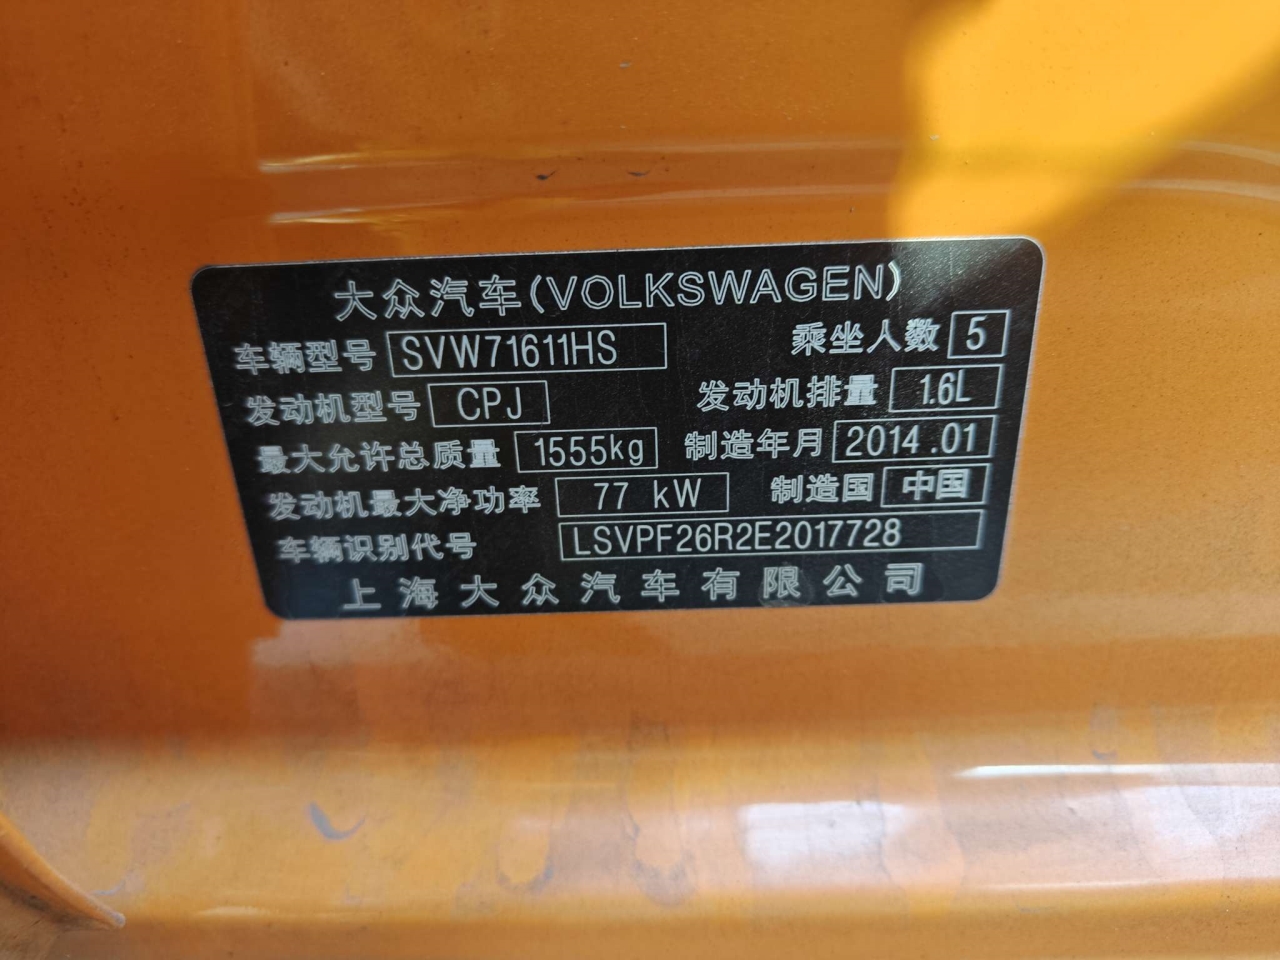 大众汽车(VOLKSWAGEN)
车辆型号 SVW71611HS 乘坐人数 5
发动机型号 CPJ 发动机排量 1.6L
最大允许总质量 1555kg 制造年月 2014.01
发动机最大净功率 77 kW 制造国 中国
车辆识别代号 LSVPF26R2E2017728
上海大众汽车有限公司